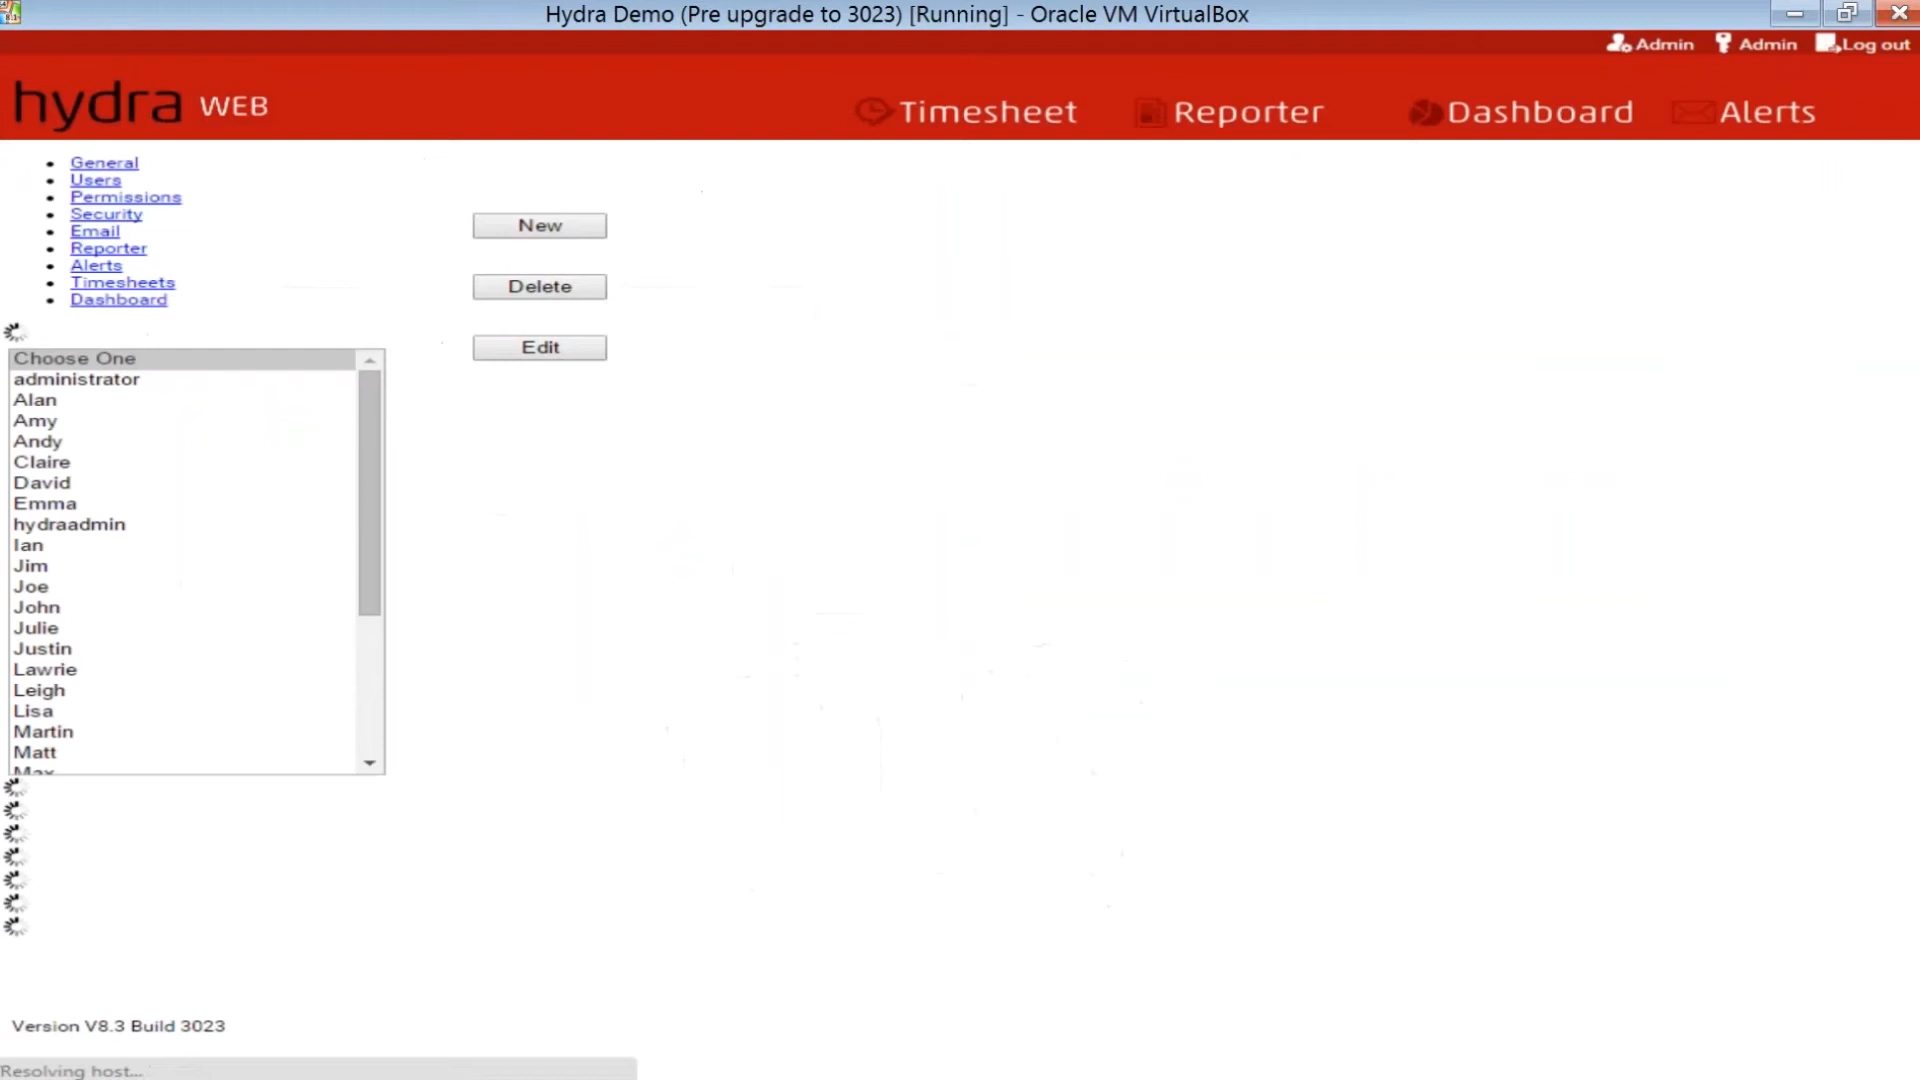 Hydra Demo (Pre upgrade to 3023) [Running] - Oracle VM VirtualBox
Admin Admin Log out
hydra WEB Timesheet Reporter Dashboard Alerts
General
Users
Permissions
Security
Email
Reporter
Alerts
Timesheets
Dashboard
New
Delete
Edit
Choose One
administrator
Alan
Amy
Andy
Claire
David
Emma
hydraadmin
Ian
Jim
Joe
John
Julie
Justin
Lawrie
Leigh
Lisa
Martin
Matt
Max
Version V8.3 Build 3023
Resolving host...